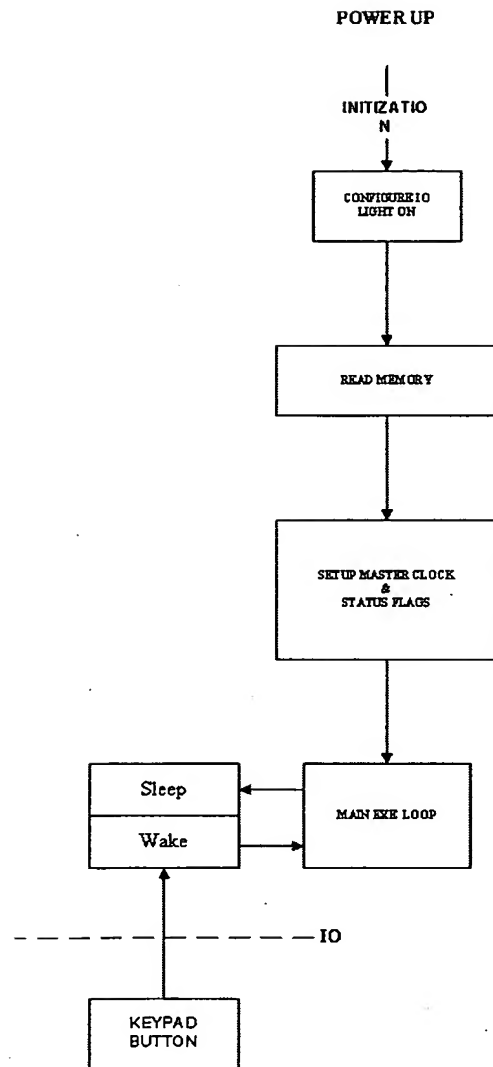 POWER UP
INITIZATIO
N
CONFIGURE IO
LIGHT ON
READ MEMORY
SETUP MASTER CLOCK
&
STATUS FLAGS
Sleep
MAIN EXE LOOP
Wake
IO
KEYPAD
BUTTON